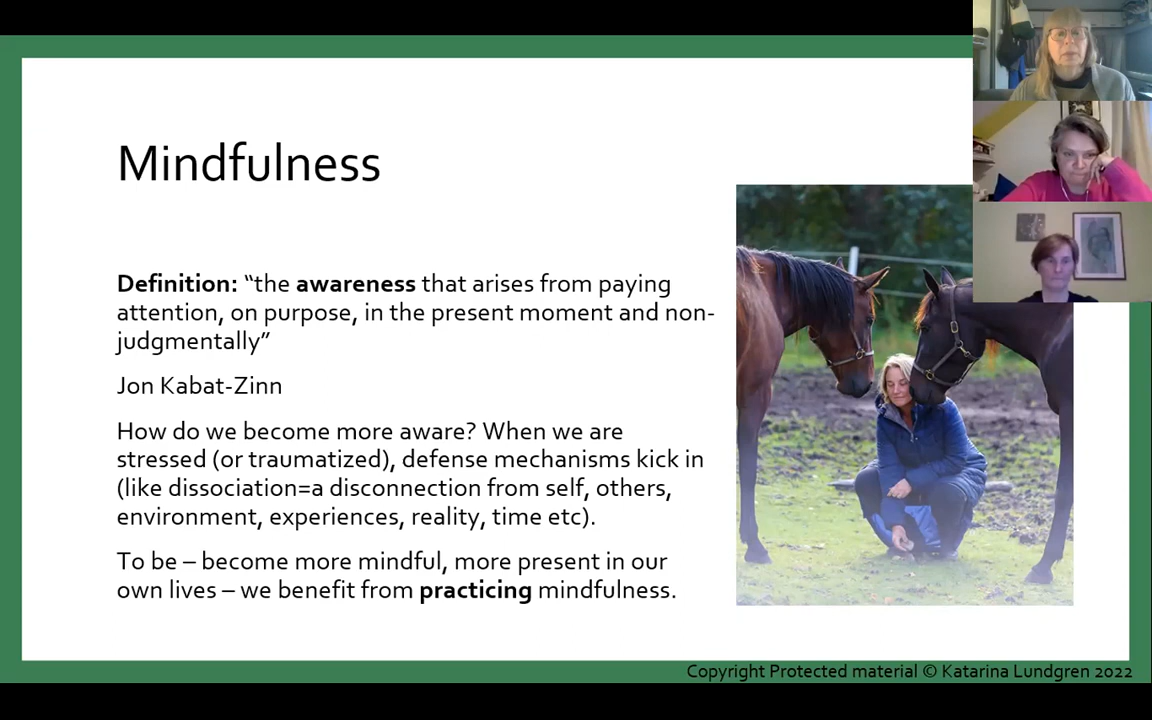 Mindfulness
Definition: “the awareness that arises from paying
attention, on purpose, in the present moment and non-
judgmentally”
Jon Kabat-Zinn
How do we become more aware? When we are
stressed (or traumatized), defense mechanisms kick in
(like dissociation=a disconnection from self, others,
environment, experiences, reality, time etc).
To be – become more mindful, more present in our
own lives – we benefit from practicing mindfulness.
Copyright Protected material © Katarina Lundgren 2022